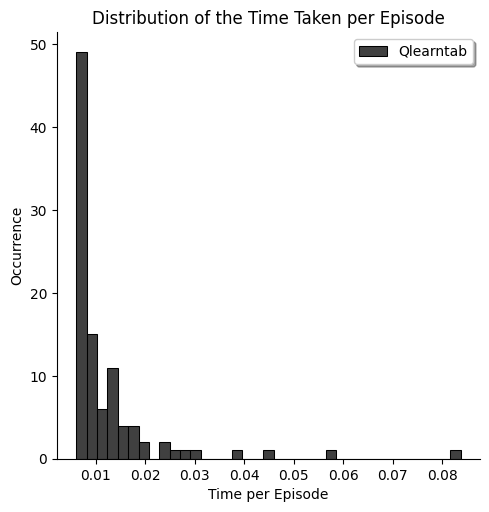 Distribution of the Time Taken per Episode
Qlearntab
Occurrence
50
40
30
20
10
0
0.01 0.02 0.03 0.04 0.05 0.06 0.07 0.08
Time per Episode